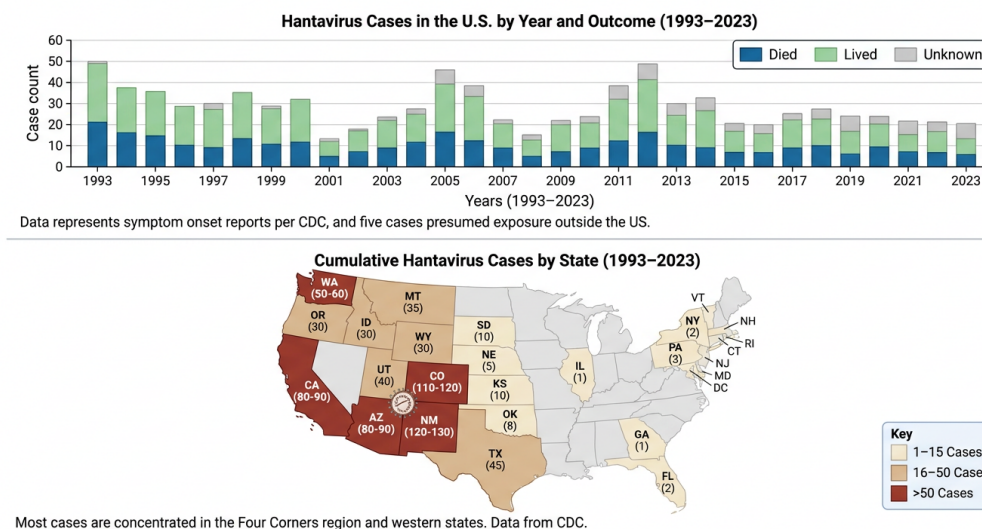 Hantavirus Cases in the U.S. by Year and Outcome (1993–2023)
Died Lived Unknown
Case count
60
50
40
30
20
10
0
1993 1995 1997 1999 2001 2003 2005 2007 2009 2011 2013 2015 2017 2019 2021 2023
Years (1993–2023)
Data represents symptom onset reports per CDC, and five cases presumed exposure outside the US.
Cumulative Hantavirus Cases by State (1993–2023)
WA
(50-60)
MT
(35)
OR
(30)
ID
(30)
WY
(30)
SD
(10)
NE
(5)
UT
(40)
CO
(110-120)
KS
(10)
CA
(80-90)
AZ
(80-90)
NM
(120-130)
OK
(8)
TX
(45)
IL
(1)
GA
(1)
FL
(2)
VT
NY
(2)
NH
RI
PA
(3)
CT
NJ
MD
DC
Key
1–15 Cases
16–50 Case
>50 Cases
Most cases are concentrated in the Four Corners region and western states. Data from CDC.